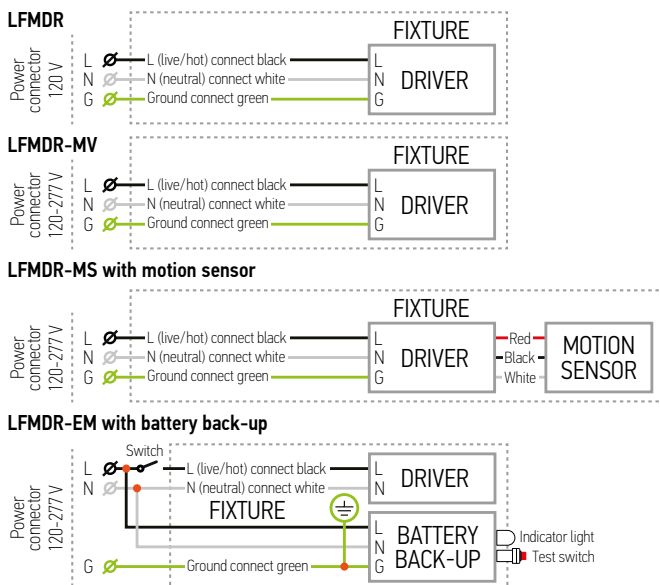 LFMDR
FIXTURE
Power
connector
120 V
L L (live/hot) connect black L
N N (neutral) connect white DRIVER
G Ground connect green G
LFMDR-MV
FIXTURE
Power
connector
120-277 V
L L (live/hot) connect black L
N N (neutral) connect white N DRIVER
G Ground connect green G
LFMDR-MS with motion sensor
FIXTURE
Power
connector
120-277 V
L L (live/hot) connect black L Red
N N (neutral) connect white N DRIVER Black MOTION
G Ground connect green G White SENSOR
LFMDR-EM with battery back-up
Switch
Power
connector
120-277 V
L L (live/hot) connect black L DRIVER
N N (neutral) connect white N
FIXTURE
L BATTERY Indicator light
N BACK-UP Test switch
G Ground connect green G